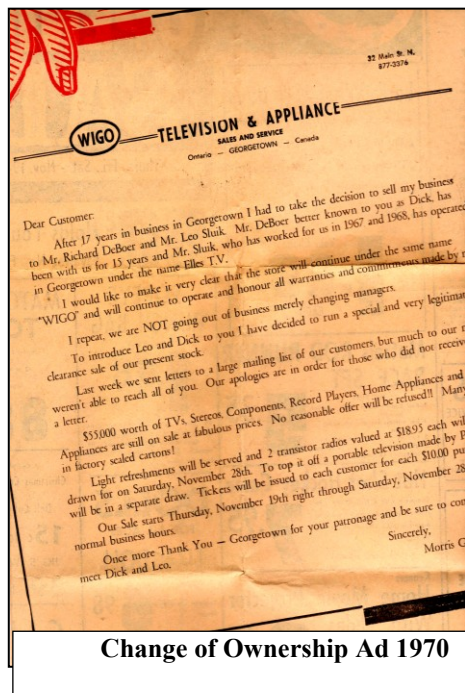 32 Main St. N.
877-3376
WIGO
TELEVISION & APPLIANCE
SALES AND SERVICE
Ontario — GEORGETOWN — Canada
Dear Customer:
After 17 years in business in Georgetown I had to take the decision to sell my business
to Mr. Richard DeBoer and Mr. Leo Sluik. Mr. DeBoer better known to you as Dick, has
been with us for 15 years and Mr. Sluik, who has worked for us in 1967 and 1968, has operated
in Georgetown under the name Elles T.V.
I would like to make it very clear that the store will continue under the same name
"WIGO" and will continue to operate and honour all warranties and commitments made by
I repeat, we are NOT going out of business merely changing managers.
To introduce Leo and Dick to you I have decided to run a special and very legitimat
clearance sale of our present stock.
Last week we sent letters to a large mailing list of our customers, but much to our
weren't able to reach all of you. Our apologies are in order for those who did not receiv
a letter.
$55,000 worth of TVs, Stereos, Components, Record Players, Home Appliances and
Appliances are still on sale at fabulous prices. No reasonable offer will be refused!! Many
in factory sealed cartons!
Light refreshments will be served and 2 transistor radios valued at $18.95 each wil
drawn for on Saturday, November 28th. To top it off a portable television made by
will be in a separate draw. Tickets will be issued to each customer for each $10.00 pu
Our Sale starts Thursday, November 19th right through Saturday, November 28
normal business hours.
Once more Thank You — Georgetown for your patronage and be sure to com
meet Dick and Leo.
Sincerely,
Morris G
Change of Ownership Ad 1970